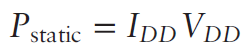 P_static = I_DD V_DD